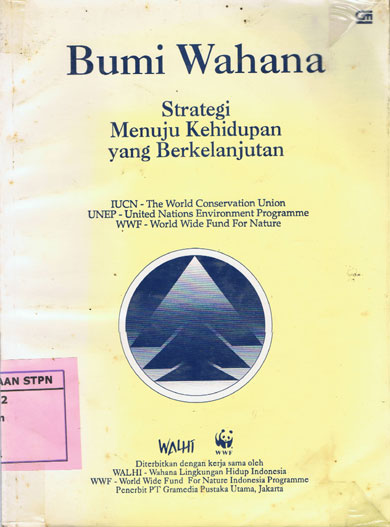 Bumi Wahana
Strategi
Menuju Kehidupan
yang Berkelanjutan
IUCN - The World Conservation Union
UNEP - United Nations Environment Programme
WWF - World Wide Fund For Nature
AAN STPN
2
WALHI
WWF
Diterbitkan dengan kerja sama oleh
WALHI - Wahana Lingkungan Hidup Indonesia
WWF - World Wide Fund For Nature Indonesia Programme
Penerbit PT Gramedia Pustaka Utama, Jakarta